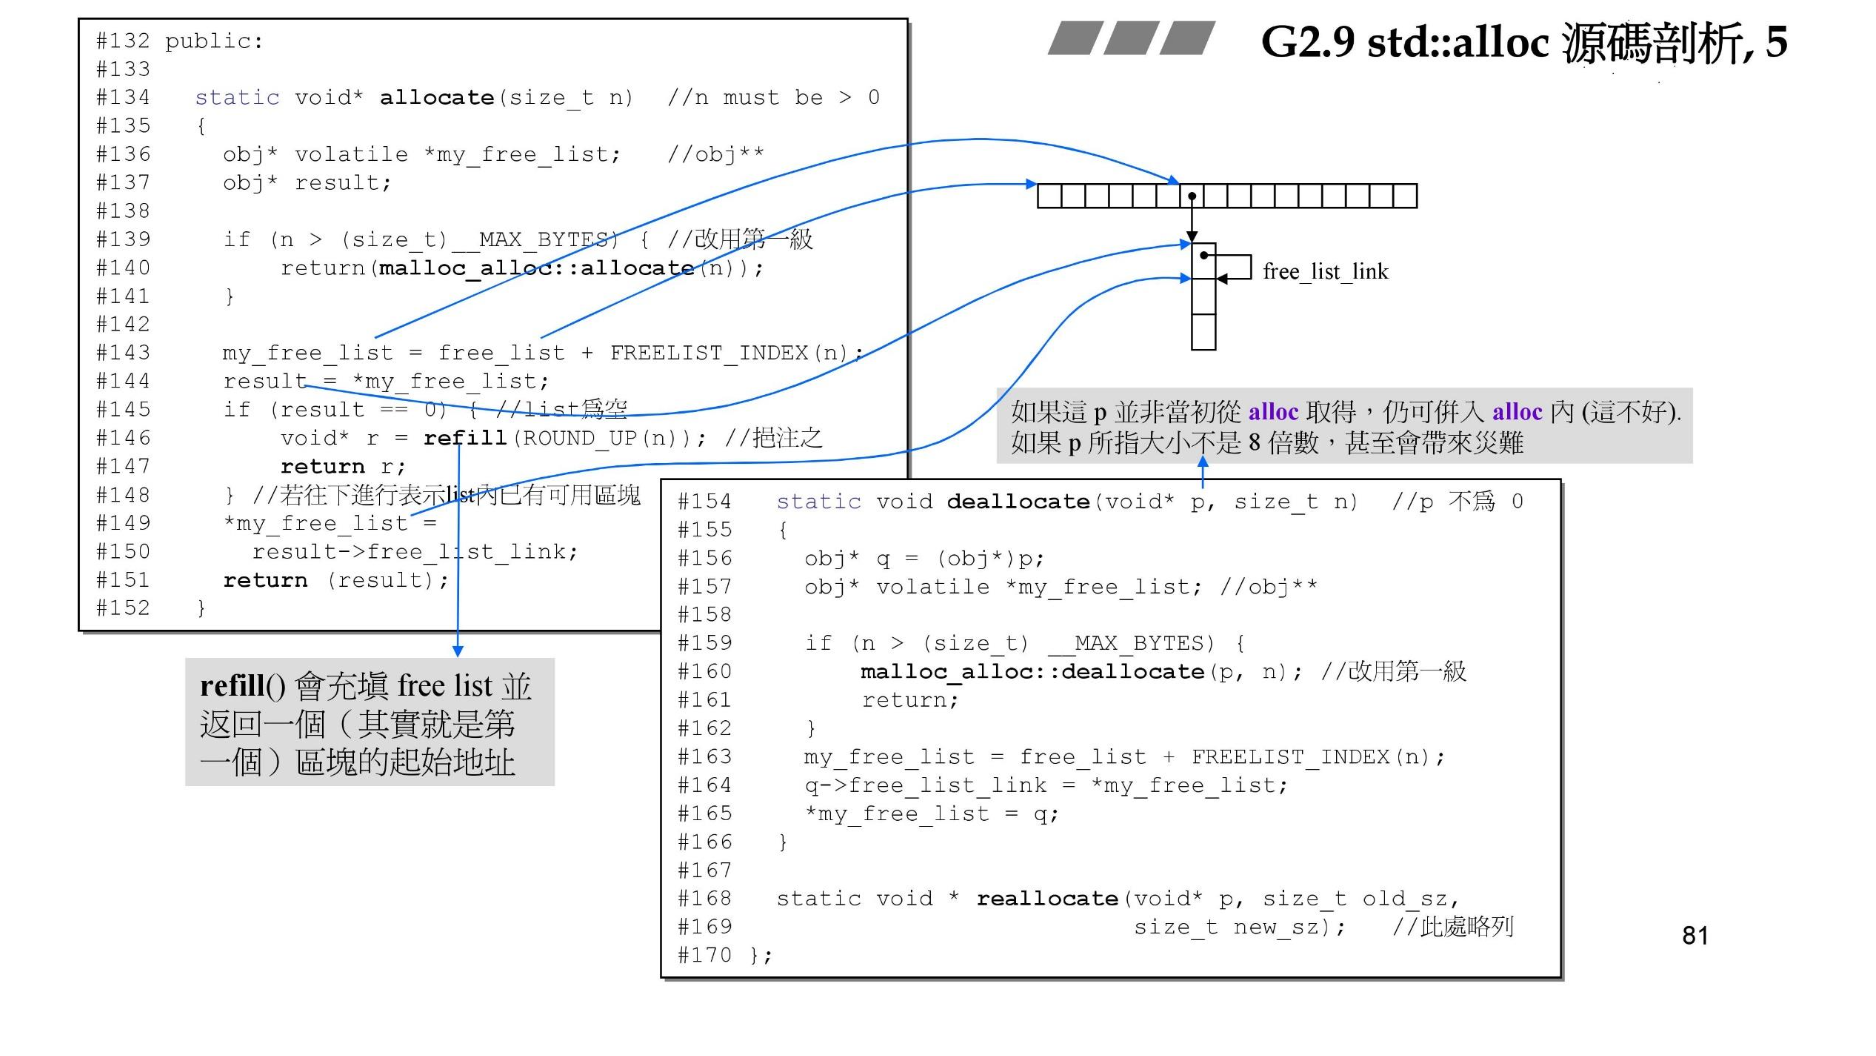 G2.9 std::alloc 源碼剖析, 5
#132 public:
#133
#134 static void* allocate(size_t n) //n must be > 0
#135 {
#136 obj* volatile *my_free_list; //obj**
#137 obj* result;
#138
#139 if (n > (size_t)__MAX_BYTES) { //改用第一級
#140 return(malloc_alloc::allocate(n));
#141 }
#142
#143 my_free_list = free_list + FREELIST_INDEX(n);
#144 result = *my_free_list;
#145 if (result == 0) { //list為空
#146 void* r = refill(ROUND_UP(n)); //挹注之
#147 return r;
#148 } //若往下進行表示list內已有可用區塊
#149 *my_free_list =
#150 result->free_list_link;
#151 return (result);
#152 }
free_list_link
如果這 p 並非當初從 alloc 取得，仍可併入 alloc 內 (這不好).
如果 p 所指大小不是 8 倍數，甚至會帶來災難
refill() 會充塡 free list 並
返回一個（其實就是第
一個）區塊的起始地址
#154 static void deallocate(void* p, size_t n) //p 不為 0
#155 {
#156 obj* q = (obj*)p;
#157 obj* volatile *my_free_list; //obj**
#158
#159 if (n > (size_t) __MAX_BYTES) {
#160 malloc_alloc::deallocate(p, n); //改用第一級
#161 return;
#162 }
#163 my_free_list = free_list + FREELIST_INDEX(n);
#164 q->free_list_link = *my_free_list;
#165 *my_free_list = q;
#166 }
#167
#168 static void * reallocate(void* p, size_t old_sz,
#169 size_t new_sz); //此處略列
#170 };
81